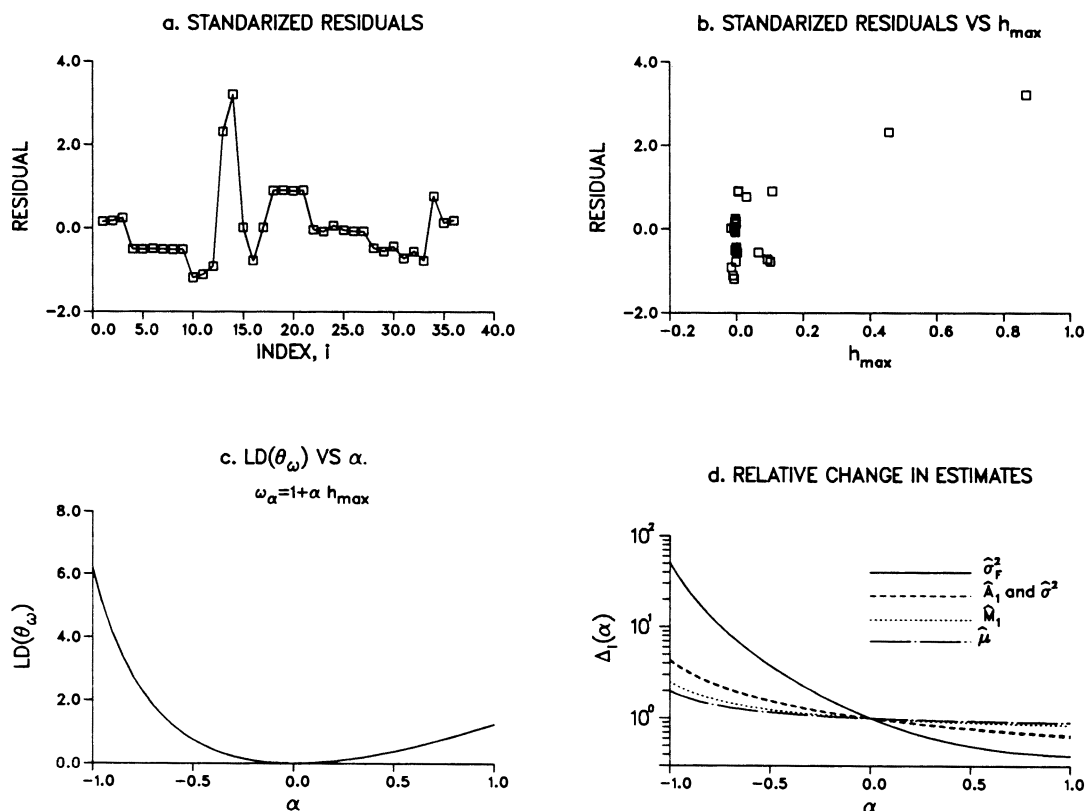 a. STANDARIZED RESIDUALS
4.0
2.0
0.0
-2.0
RESIDUAL
0.0 5.0 10.0 15.0 20.0 25.0 30.0 35.0 40.0
INDEX, i
b. STANDARIZED RESIDUALS VS h_max
4.0
2.0
0.0
-2.0
RESIDUAL
-0.2 0.0 0.2 0.4 0.6 0.8 1.0
h_max
c. LD(θ_ω) VS α.
ω_α=1+α h_max
8.0
6.0
4.0
2.0
0.0
LD(θ_ω)
-1.0 -0.5 0.0 0.5 1.0
α
d. RELATIVE CHANGE IN ESTIMATES
10²
10¹
10⁰
Δ_I(α)
σ̂²_F
Â₁ and σ̂²
M̂₁
μ̂
-1.0 -0.5 0.0 0.5 1.0
α